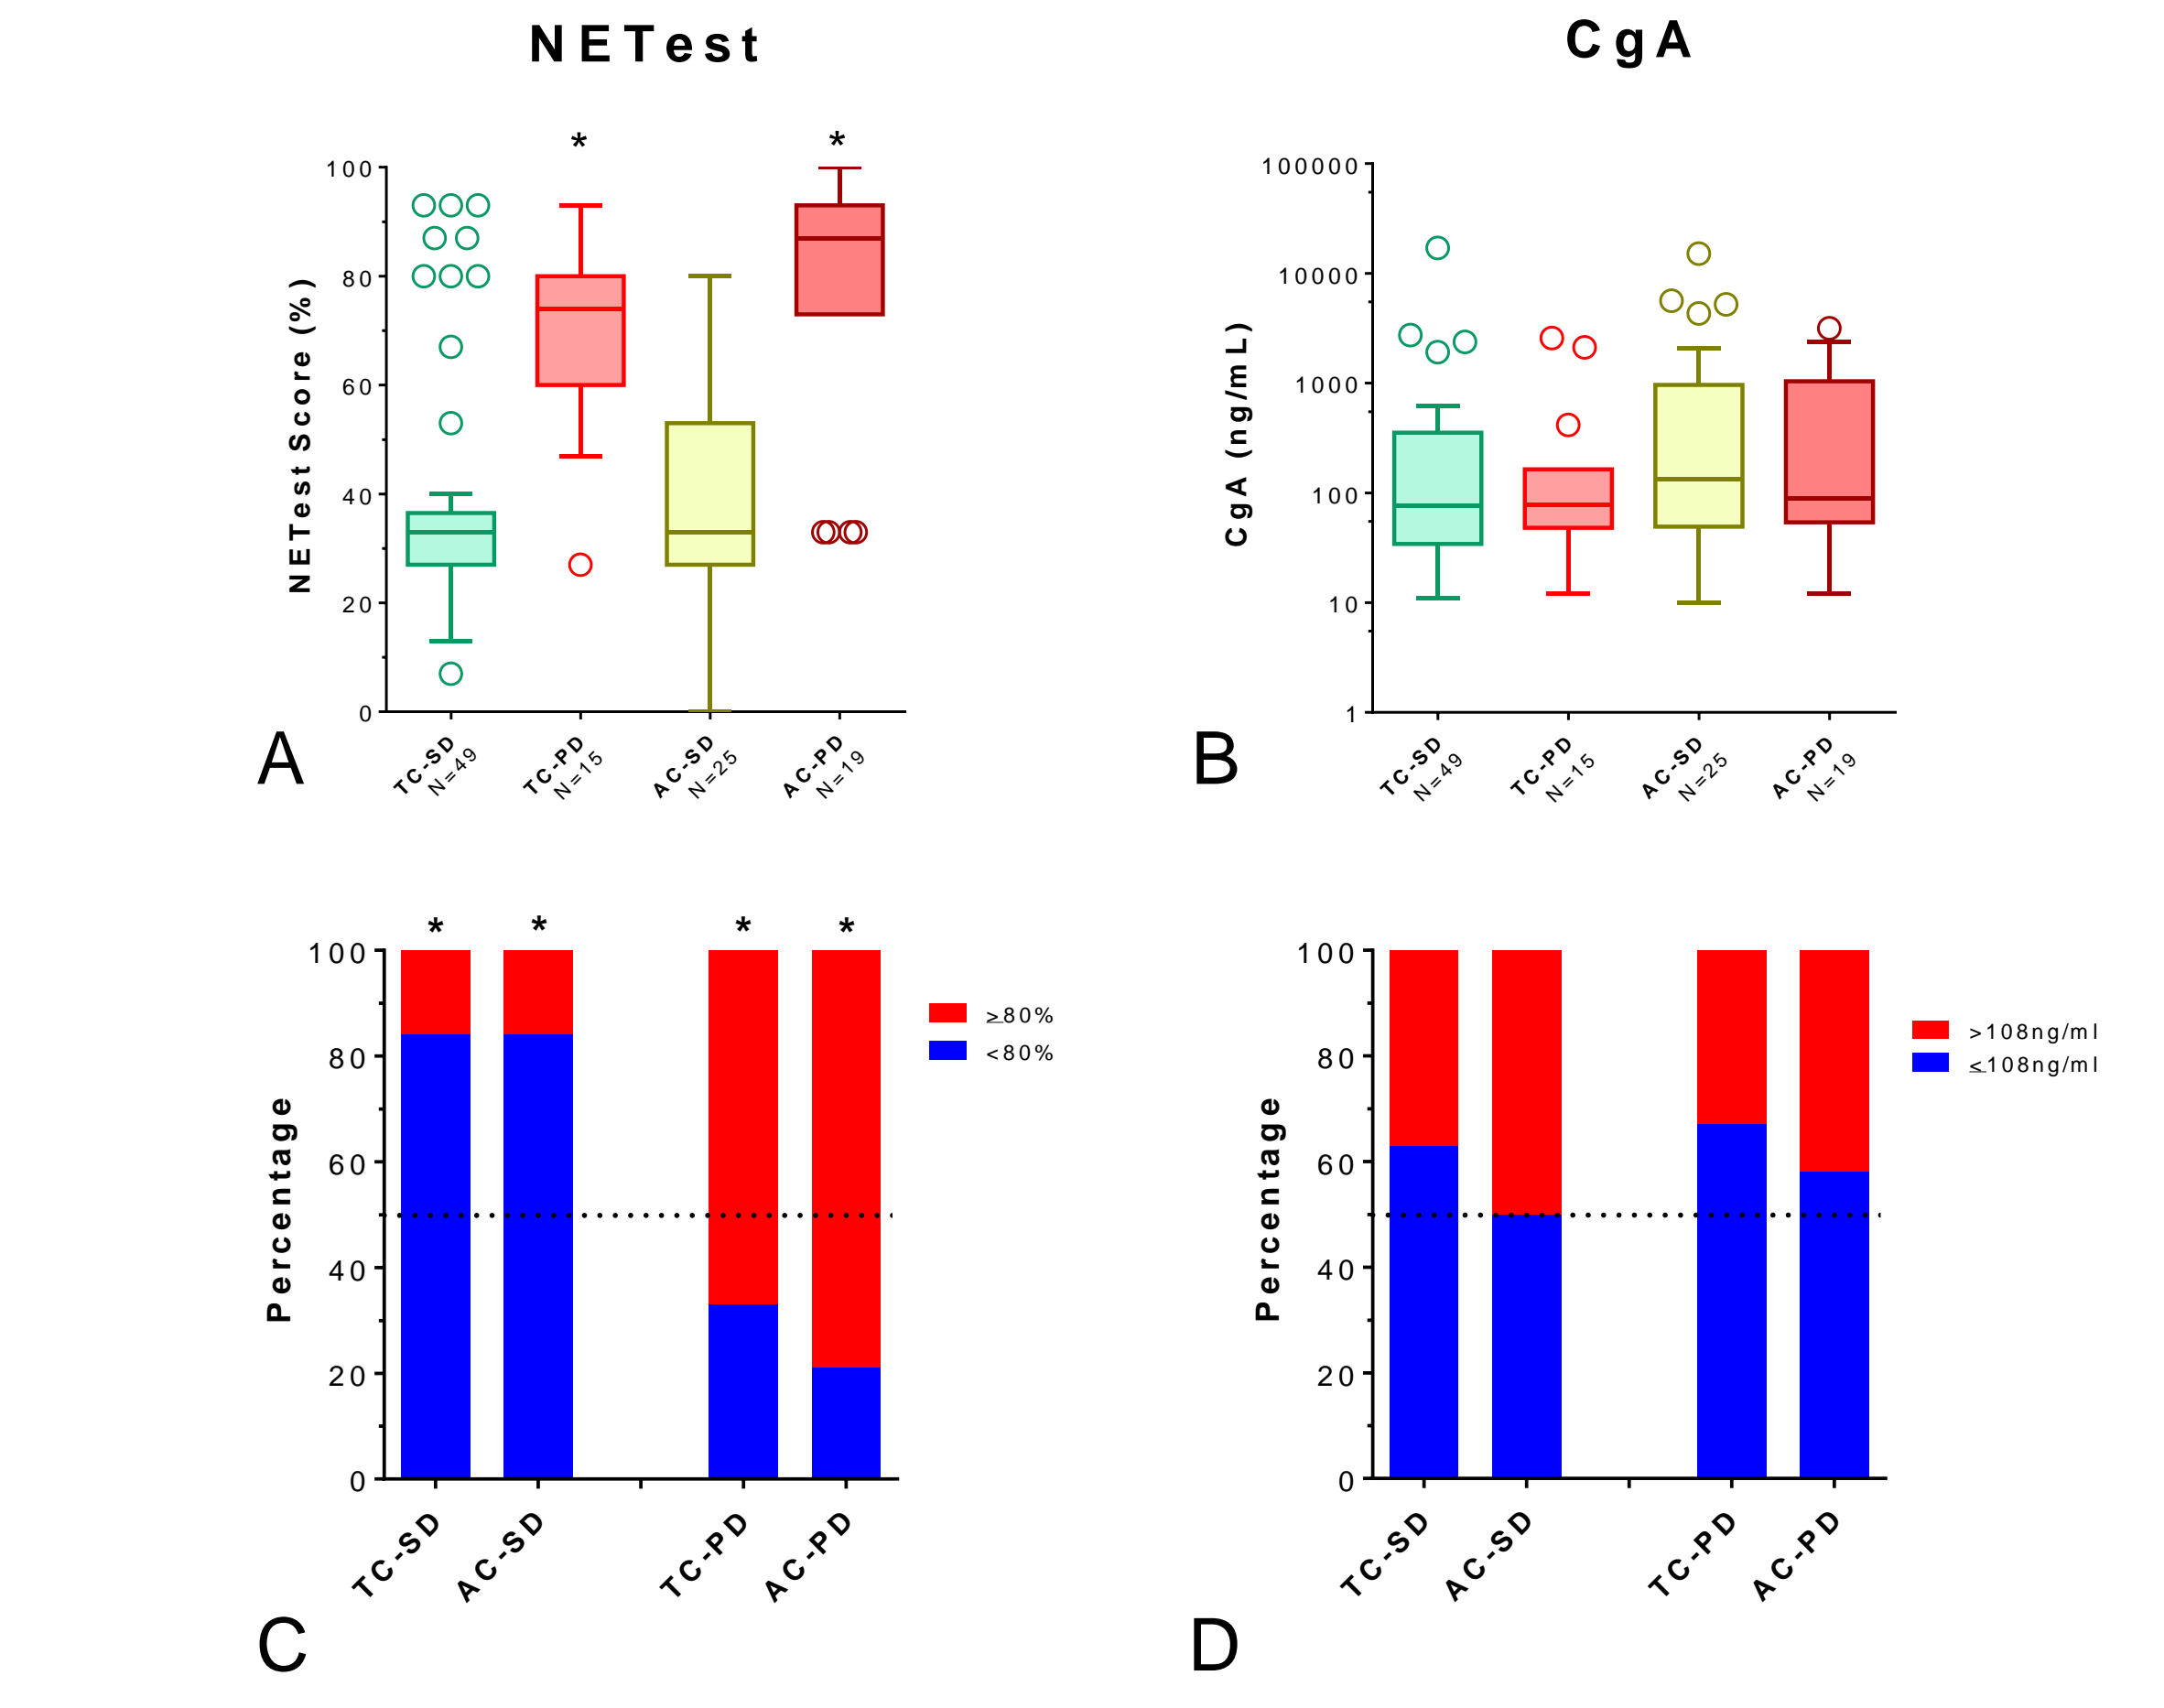 NETest
CgA
* *
NETest Score (%)
100
80
60
40
20
0
TC-SD
N=49
TC-PD
N=15
AC-SD
N=25
AC-PD
N=19
A
CgA (ng/mL)
100000
10000
1000
100
10
1
TC-SD
N=49
TC-PD
N=15
AC-SD
N=25
AC-PD
N=19
B
* * * *
Percentage
100
80
60
40
20
0
≥80%
<80%
TC-SD
AC-SD
TC-PD
AC-PD
C
Percentage
100
80
60
40
20
0
>108ng/ml
≤108ng/ml
TC-SD
AC-SD
TC-PD
AC-PD
D